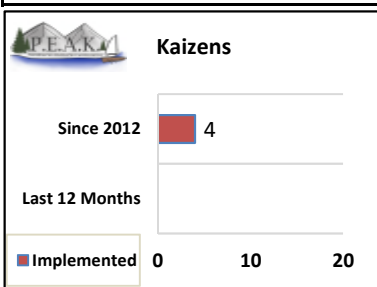 P.E.A.K.
Kaizens
Since 2012
4
Last 12 Months
Implemented
0 10 20